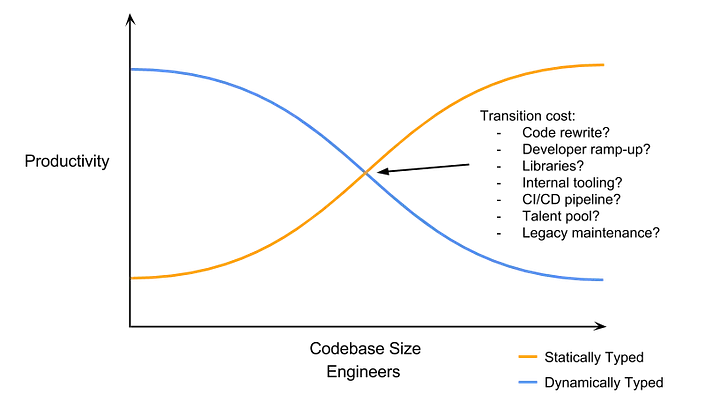 Productivity
Transition cost:
- Code rewrite?
- Developer ramp-up?
- Libraries?
- Internal tooling?
- CI/CD pipeline?
- Talent pool?
- Legacy maintenance?
Codebase Size
Engineers
Statically Typed
Dynamically Typed